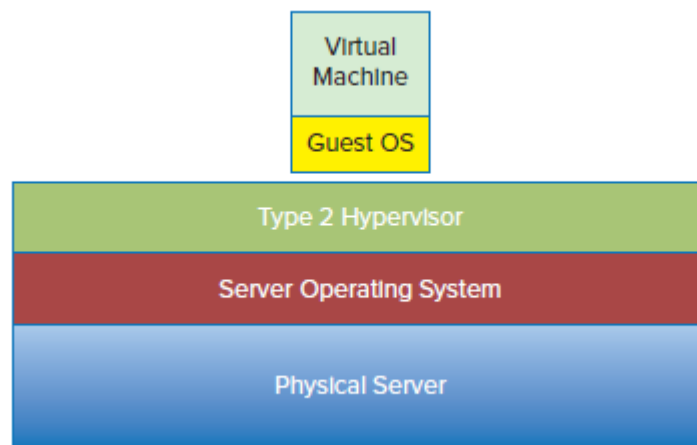 Virtual
Machine
Guest OS
Type 2 Hypervisor
Server Operating System
Physical Server